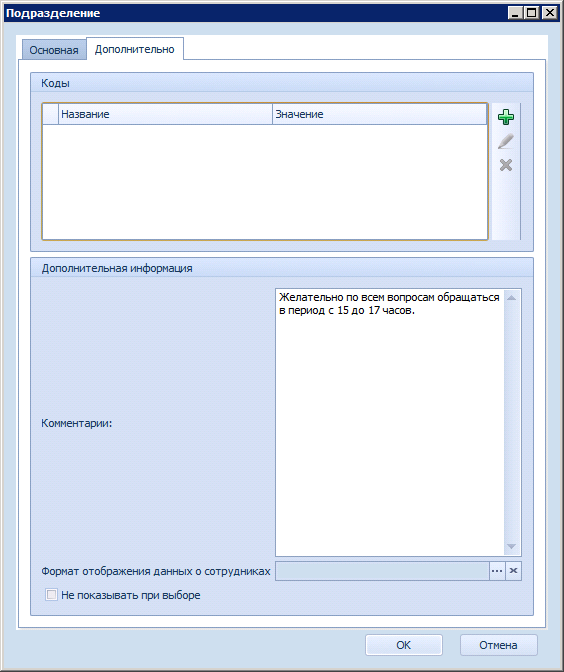 Подразделение
Основная
Дополнительно
Коды
Название
Значение
Дополнительная информация
Желательно по всем вопросам обращаться
в период с 15 до 17 часов.
Комментарии:
Формат отображения данных о сотрудниках
Не показывать при выборе
OK
Отмена